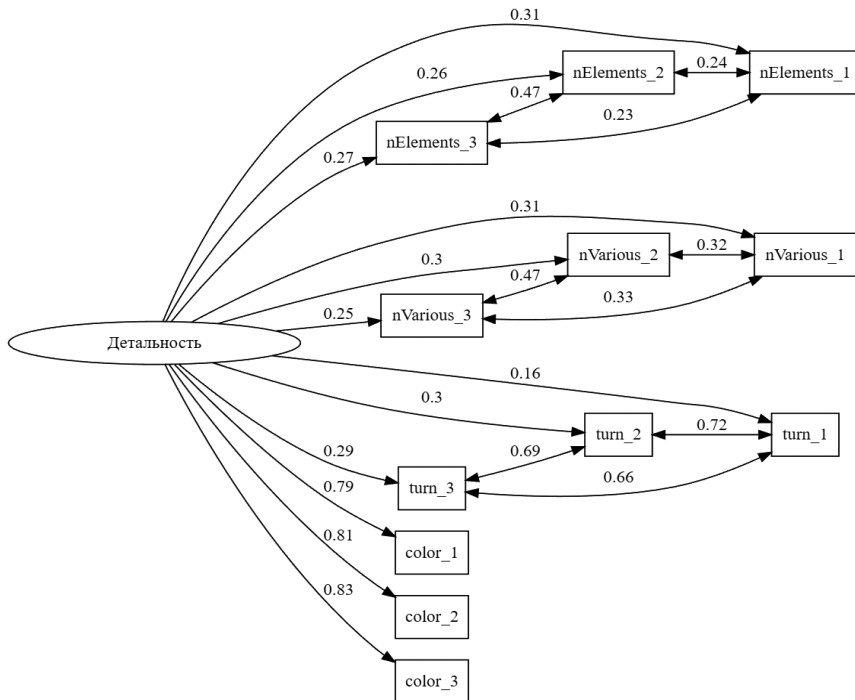 0.31
nElements_2
0.24
nElements_1
0.26
0.47
0.23
nElements_3
0.27
0.31
nVarious_2
0.32
nVarious_1
0.3
0.47
0.33
0.25
nVarious_3
Детальность
0.16
0.3
turn_2
0.72
turn_1
0.29
0.69
0.66
turn_3
0.79
color_1
0.81
color_2
0.83
color_3